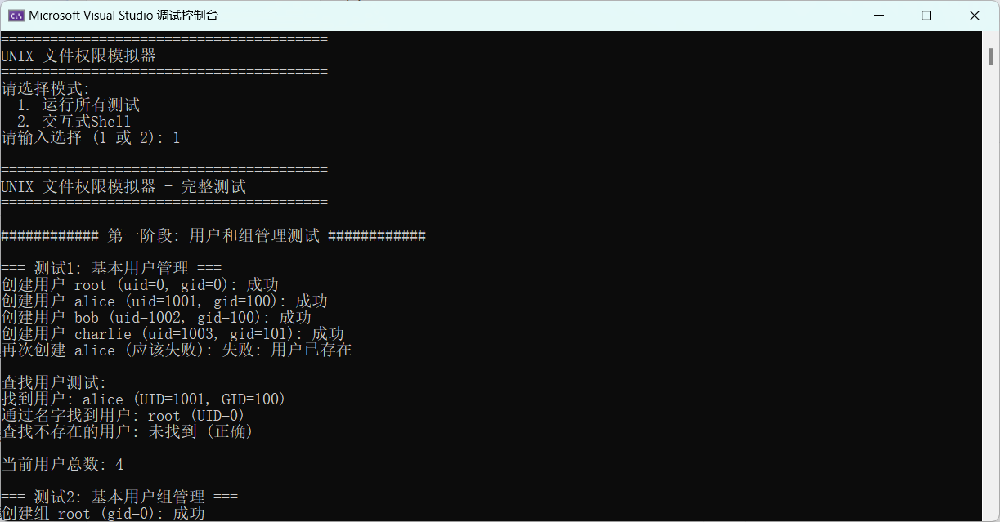 Microsoft Visual Studio 调试控制台
========================================
UNIX 文件权限模拟器
========================================
请选择模式:
  1. 运行所有测试
  2. 交互式Shell
请输入选择 (1 或 2): 1
========================================
UNIX 文件权限模拟器 - 完整测试
========================================
############ 第一阶段: 用户和组管理测试 ############
=== 测试1: 基本用户管理 ===
创建用户 root (uid=0, gid=0): 成功
创建用户 alice (uid=1001, gid=100): 成功
创建用户 bob (uid=1002, gid=100): 成功
创建用户 charlie (uid=1003, gid=101): 成功
再次创建 alice (应该失败): 失败: 用户已存在
查找用户测试:
找到用户: alice (UID=1001, GID=100)
通过名字找到用户: root (UID=0)
查找不存在的用户: 未找到 (正确)
当前用户总数: 4
=== 测试2: 基本用户组管理 ===
创建组 root (gid=0): 成功